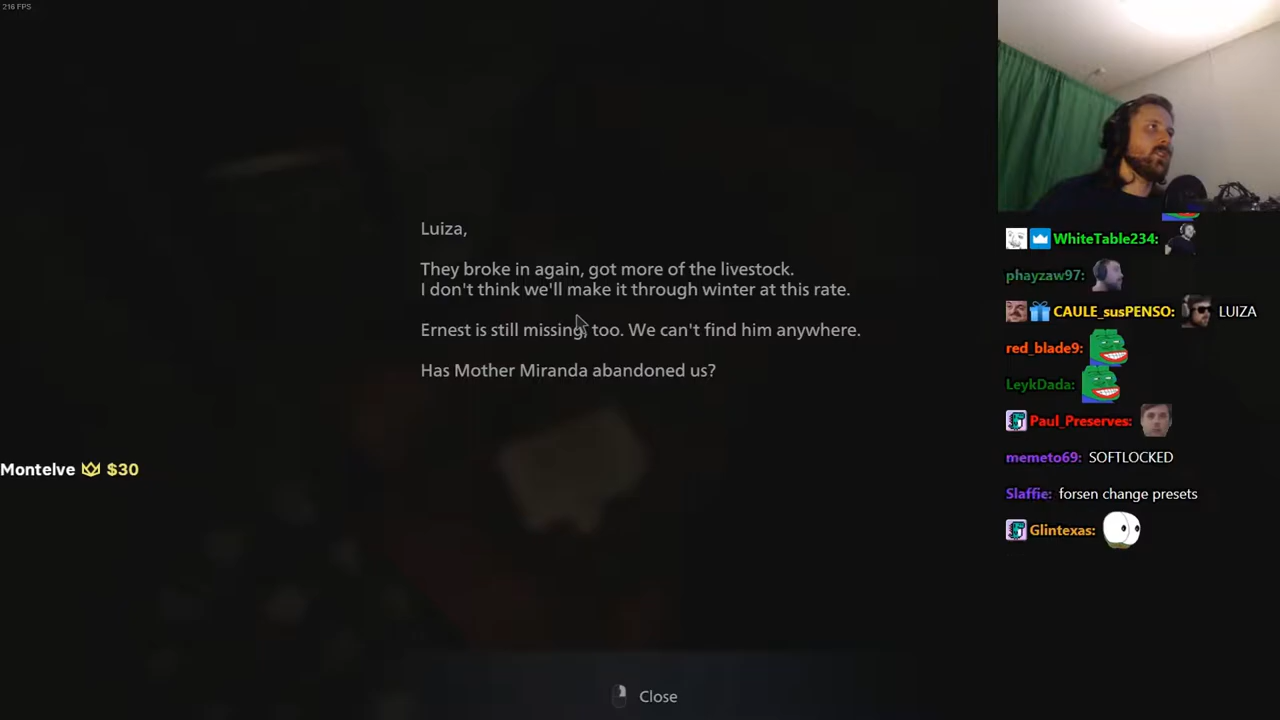 216 FPS
Luiza,
They broke in again, got more of the livestock.
I don't think we'll make it through winter at this rate.
Ernest is still missing, too. We can't find him anywhere.
Has Mother Miranda abandoned us?
Montelve $30
Close
WhiteTable234:
phayzaw97:
CAULE_susPENSO: LUIZA
red_blade9:
LeykDada:
Paul_Preserves:
memeto69: SOFTLOCKED
Slaffie: forsen change presets
Glintexas: